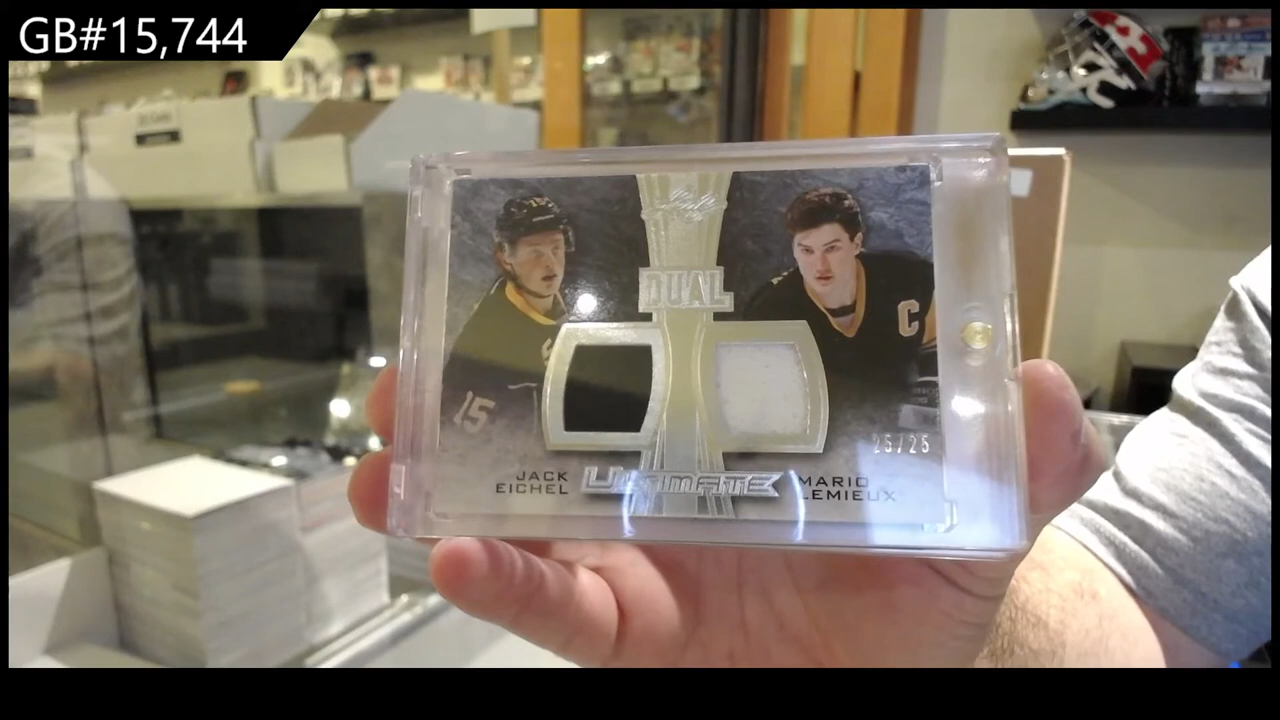 GB#15,744
DUAL
15
C
25/25
JACK
EICHEL
ULTIMATE
MARIO
LEMIEUX